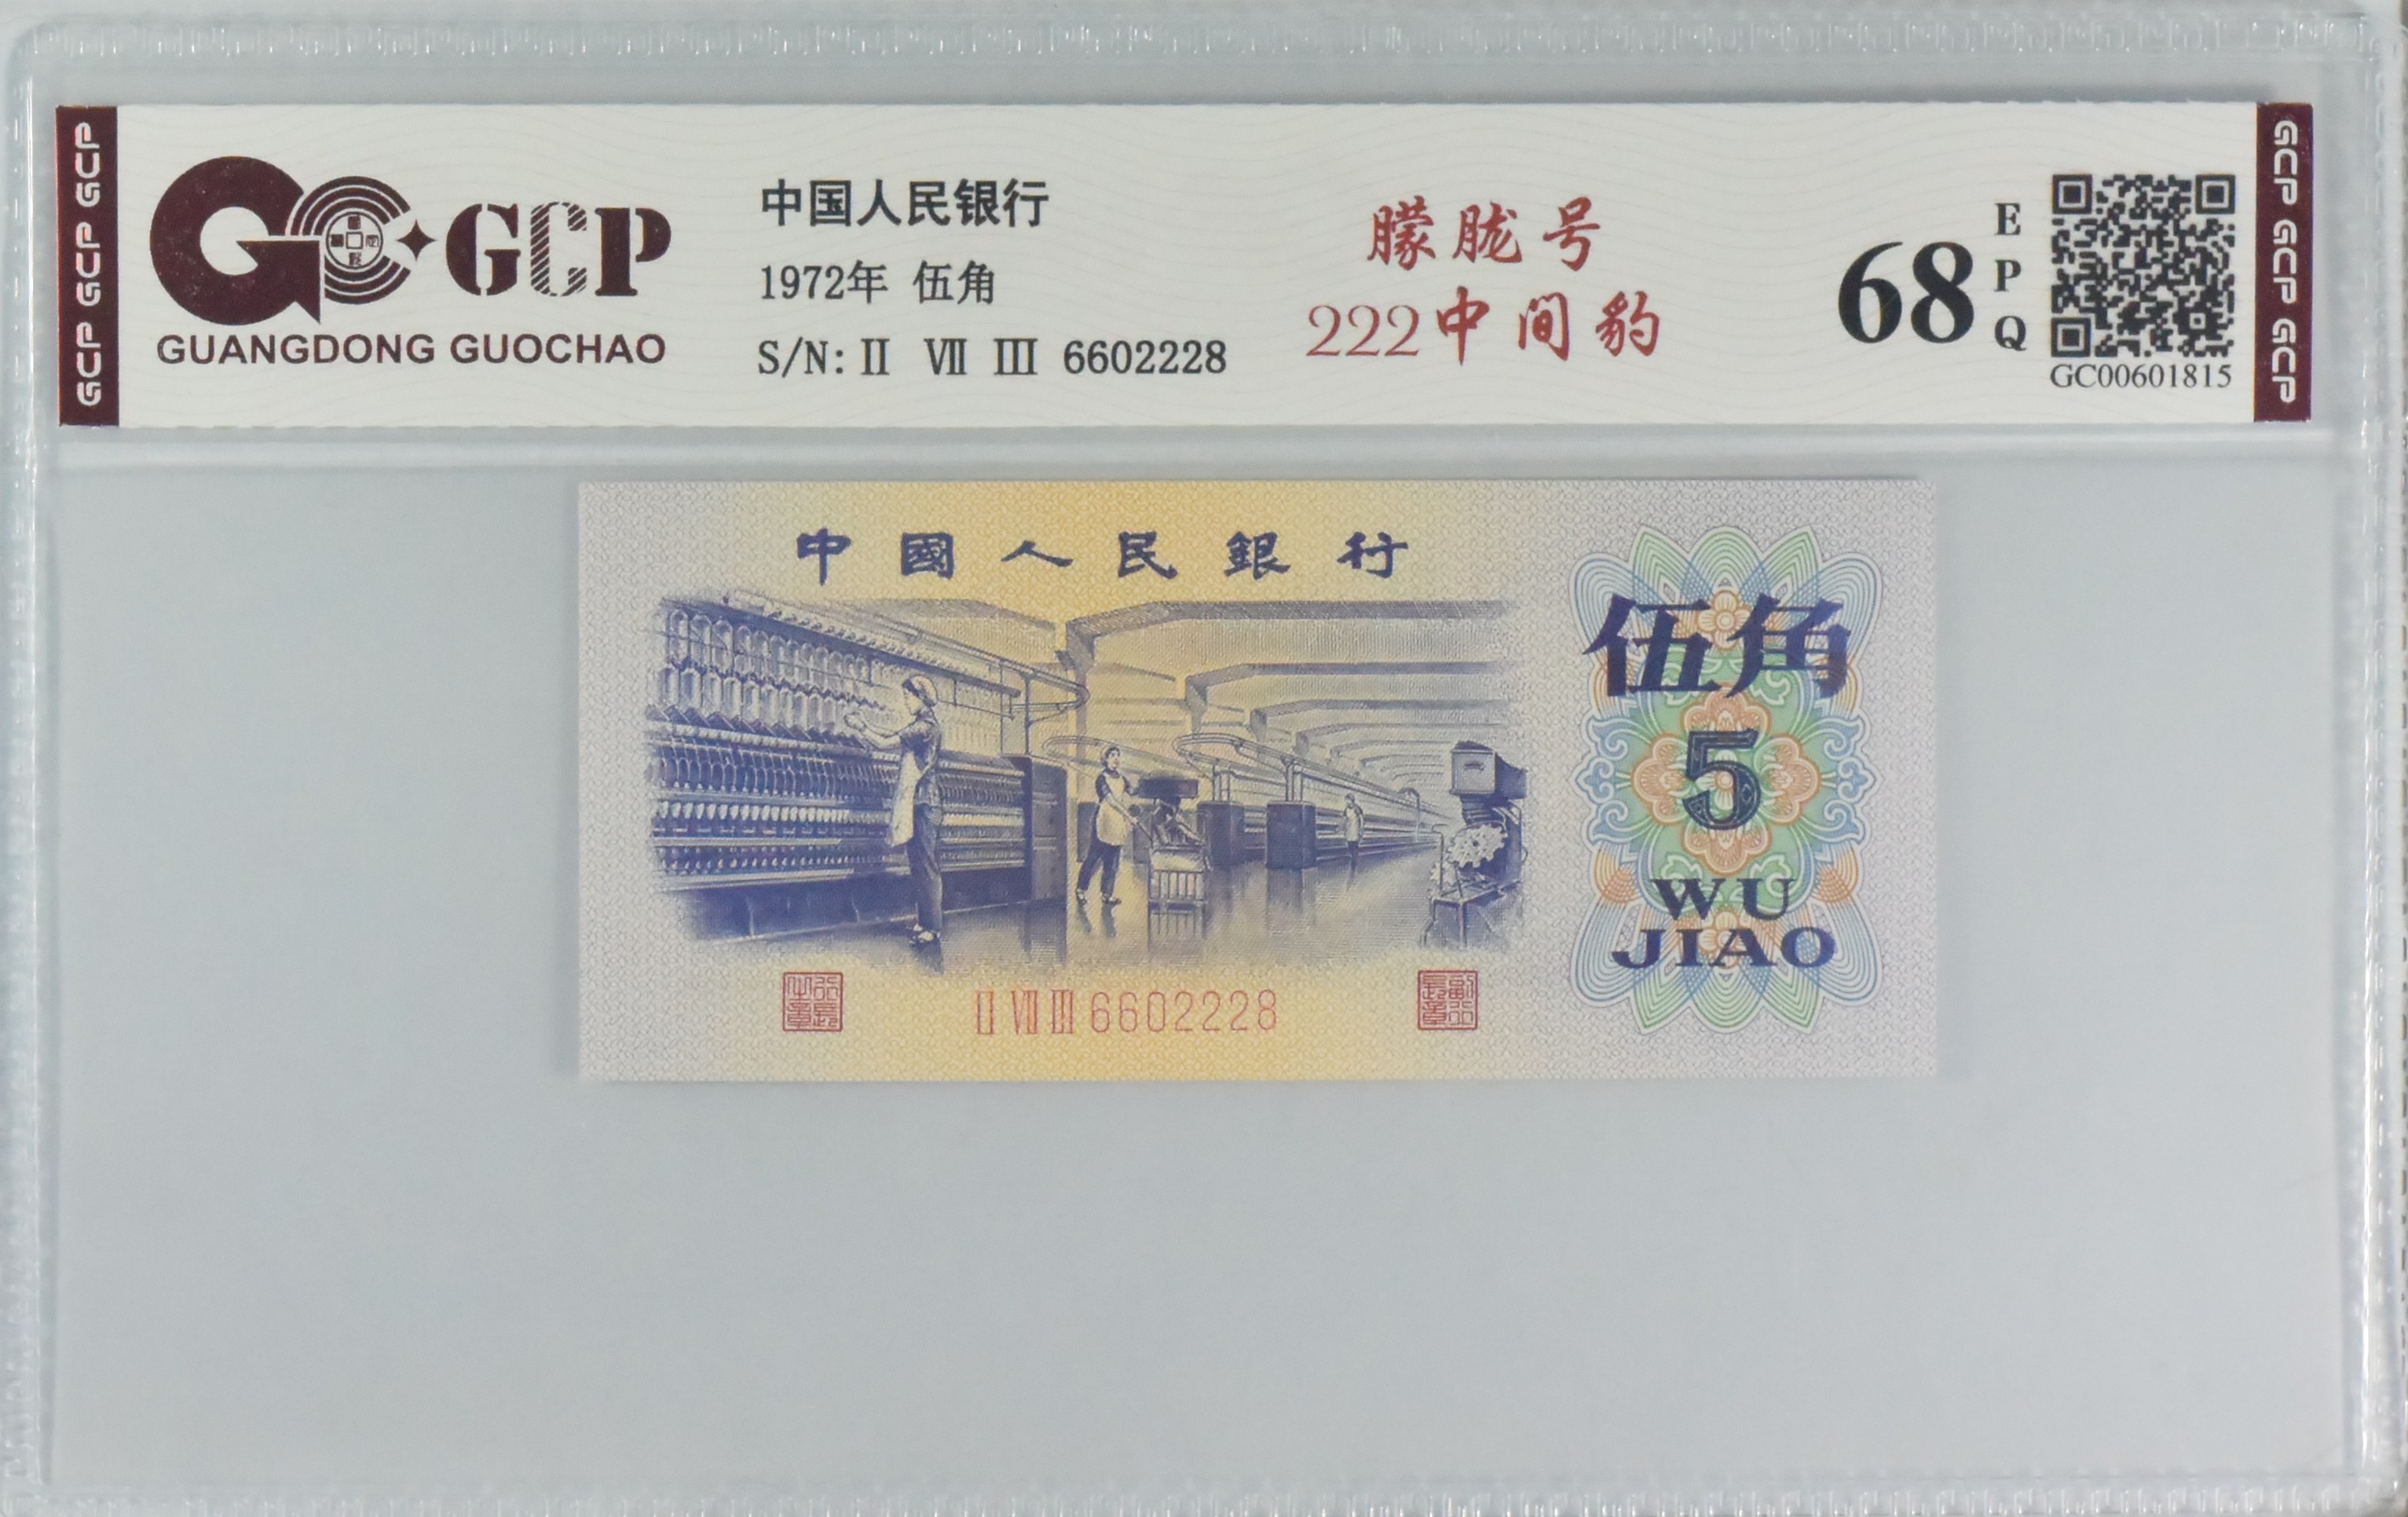 GCP GCP GCP
GCP
GUANGDONG GUOCHAO
中国人民银行
1972年 伍角
S/N: II VII III 6602228
朦胧号
222中间豹
68
E
P
Q
GC00601815
GCP GCP GCP
中國人民銀行
伍角
5
WU
JIAO
II VII III 6602228